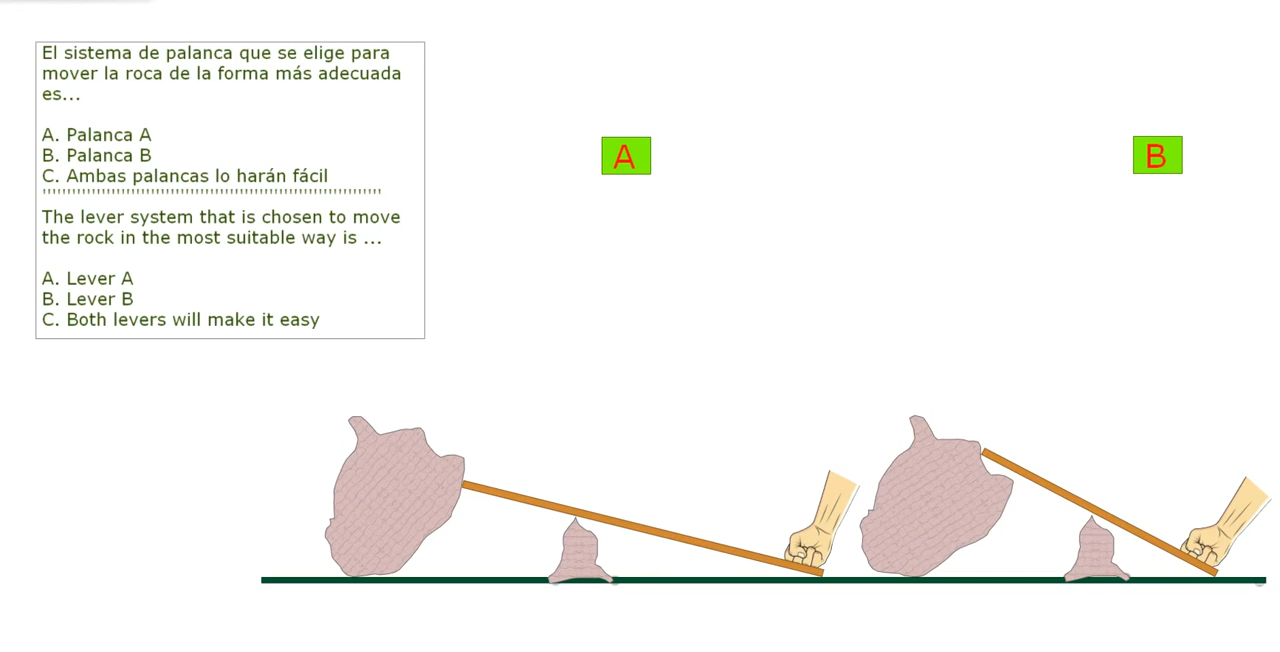 El sistema de palanca que se elige para
mover la roca de la forma más adecuada
es...
A. Palanca A
B. Palanca B
C. Ambas palancas lo harán fácil
The lever system that is chosen to move
the rock in the most suitable way is ...
A. Lever A
B. Lever B
C. Both levers will make it easy
A
B